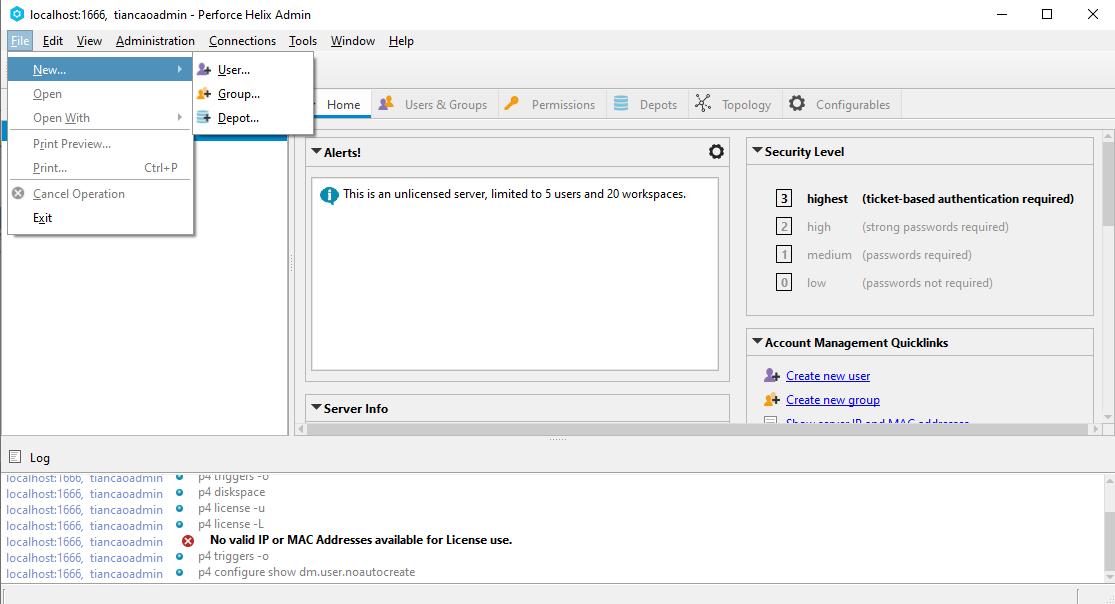 localhost:1666, tiancaoadmin - Perforce Helix Admin
File Edit View Administration Connections Tools Window Help
New...
Open
Open With
Print Preview...
Print... Ctrl+P
Cancel Operation
Exit
User...
Group...
Depot...
Home Users & Groups Permissions Depots Topology Configurables
Alerts!
This is an unlicensed server, limited to 5 users and 20 workspaces.
Server Info
Security Level
3 highest (ticket-based authentication required)
2 high (strong passwords required)
1 medium (passwords required)
0 low (passwords not required)
Account Management Quicklinks
Create new user
Create new group
Show server IP and MAC addresses
Log
localhost:1666, tiancaoadmin p4 triggers -o
localhost:1666, tiancaoadmin p4 diskspace
localhost:1666, tiancaoadmin p4 license -u
localhost:1666, tiancaoadmin p4 license -L
localhost:1666, tiancaoadmin No valid IP or MAC Addresses available for License use.
localhost:1666, tiancaoadmin p4 triggers -o
localhost:1666, tiancaoadmin p4 configure show dm.user.noautocreate